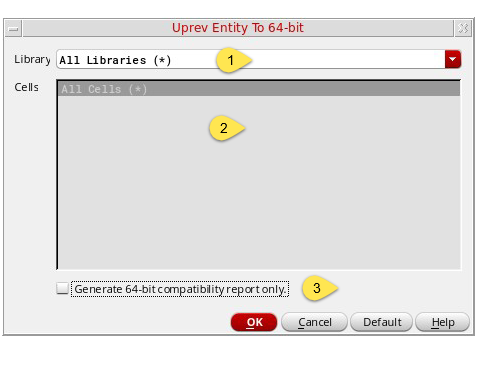 Uprev Entity To 64-bit
Library All Libraries (*) 1
Cells All Cells (*)
2
Generate 64-bit compatibility report only. 3
OK Cancel Default Help